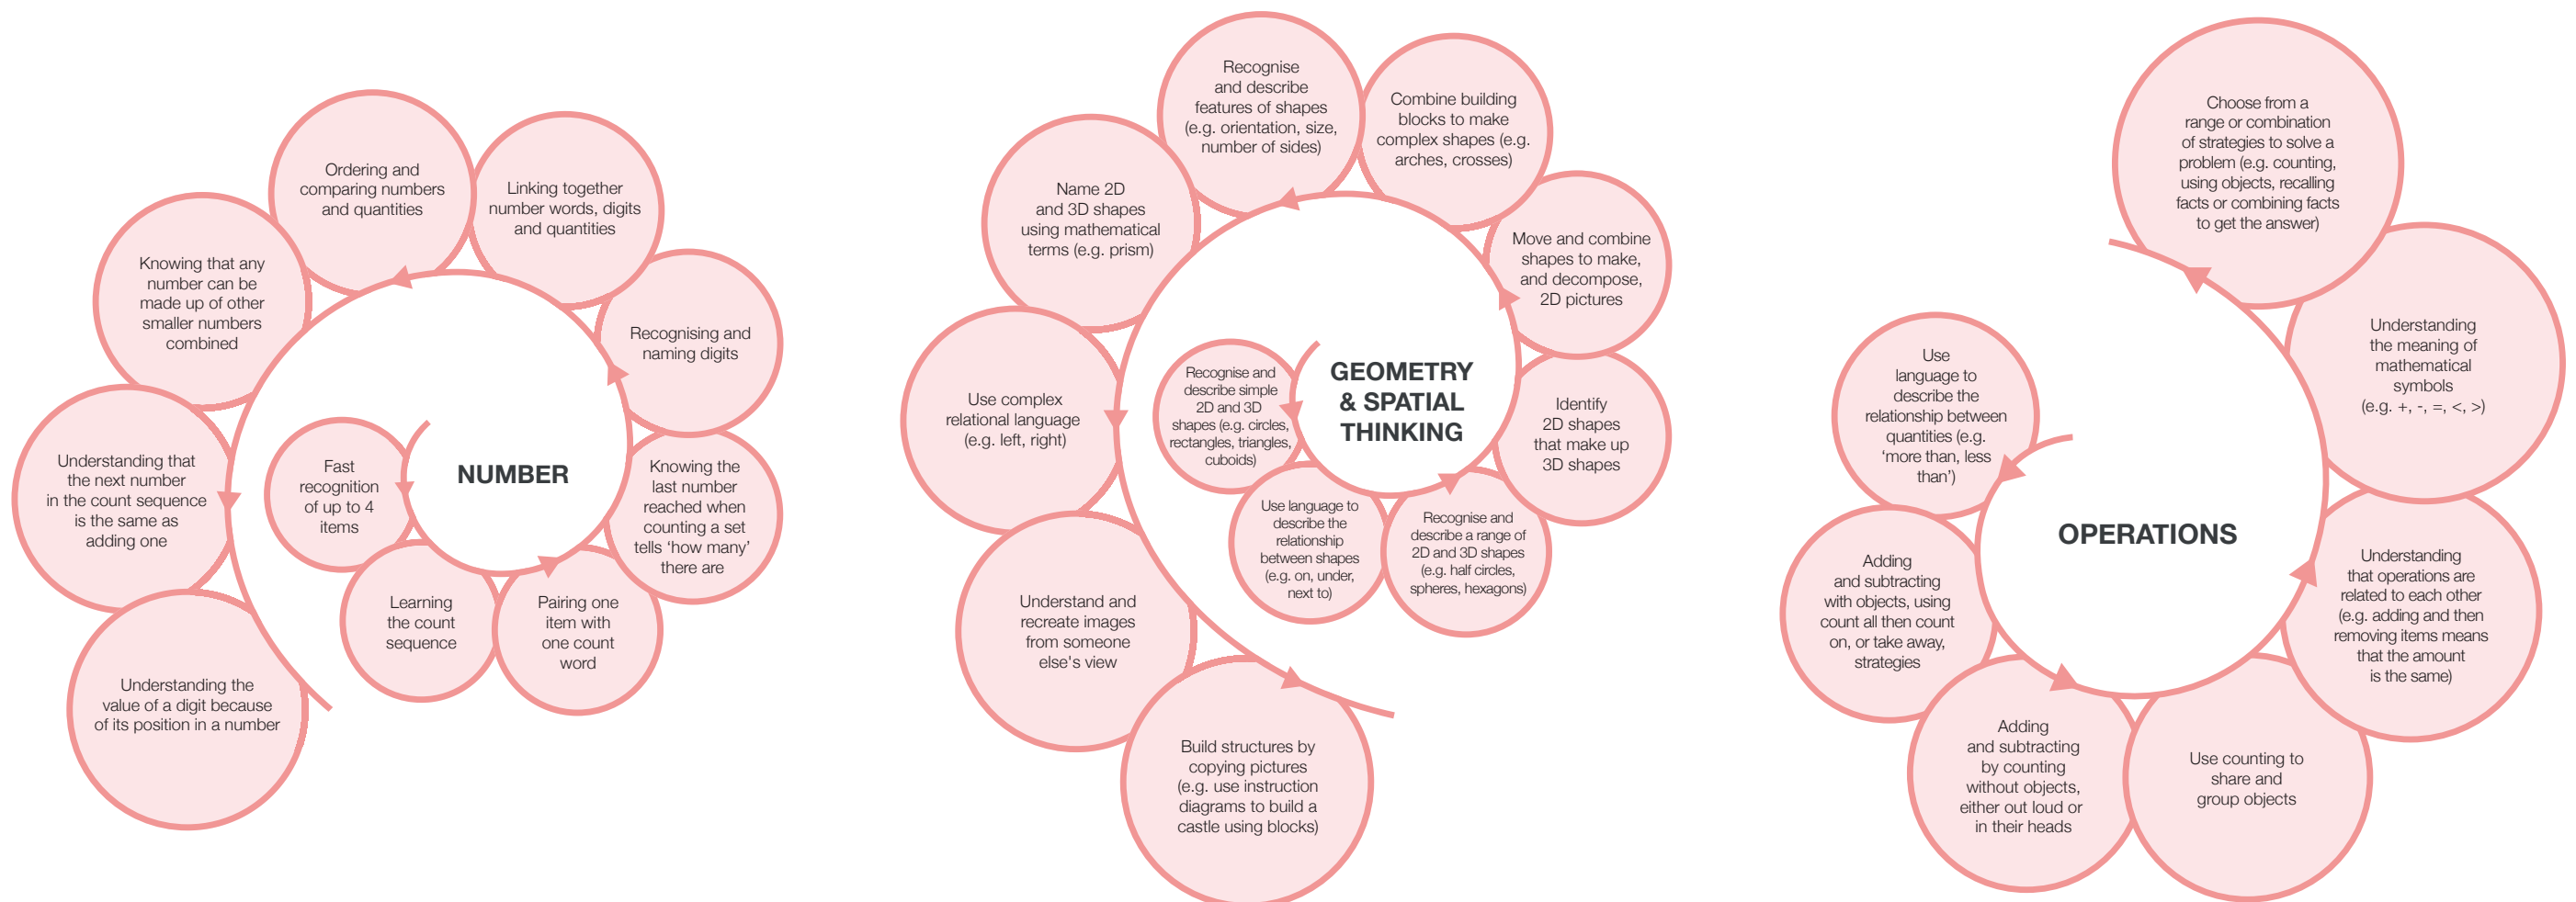 NUMBER
Fast
recognition
of up to 4
items
Learning
the count
sequence
Pairing one
item with
one count
word
Knowing the
last number
reached when
counting a set
tells ‘how many’
there are
Recognising and
naming digits
Linking together
number words, digits
and quantities
Ordering and
comparing numbers
and quantities
Knowing that any
number can be
made up of other
smaller numbers
combined
Understanding that
the next number
in the count sequence
is the same as
adding one
Understanding the
value of a digit because
of its position in a number
GEOMETRY
& SPATIAL
THINKING
Recognise and
describe simple
2D and 3D
shapes (e.g. circles,
rectangles, triangles,
cuboids)
Use language to
describe the
relationship
between shapes
(e.g. on, under,
next to)
Recognise and
describe a range of
2D and 3D shapes
(e.g. half circles,
spheres, hexagons)
Identify
2D shapes
that make up
3D shapes
Move and combine
shapes to make,
and decompose,
2D pictures
Combine building
blocks to make
complex shapes (e.g.
arches, crosses)
Recognise
and describe
features of shapes
(e.g. orientation, size,
number of sides)
Name 2D
and 3D shapes
using mathematical
terms (e.g. prism)
Use complex
relational language
(e.g. left, right)
Understand and
recreate images
from someone
else's view
Build structures by
copying pictures
(e.g. use instruction
diagrams to build a
castle using blocks)
OPERATIONS
Use
language to
describe the
relationship between
quantities (e.g.
‘more than, less
than’)
Adding
and subtracting
with objects, using
count all then count
on, or take away,
strategies
Adding
and subtracting
by counting
without objects,
either out loud or
in their heads
Use counting to
share and
group objects
Understanding
that operations are
related to each other
(e.g. adding and then
removing items means
that the amount
is the same)
Understanding
the meaning of
mathematical
symbols
(e.g. +, -, =, <, >)
Choose from a
range or combination
of strategies to solve a
problem (e.g. counting,
using objects, recalling
facts or combining facts
to get the answer)